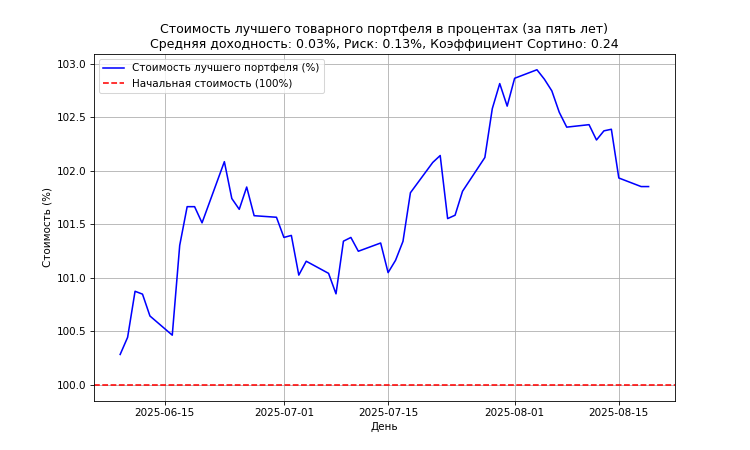 Стоимость лучшего товарного портфеля в процентах (за пять лет)
Средняя доходность: 0.03%, Риск: 0.13%, Коэффициент Сортино: 0.24
Стоимость лучшего портфеля (%)
Начальная стоимость (100%)
Стоимость (%)
103.0
102.5
102.0
101.5
101.0
100.5
100.0
2025-06-15
2025-07-01
2025-07-15
2025-08-01
2025-08-15
День